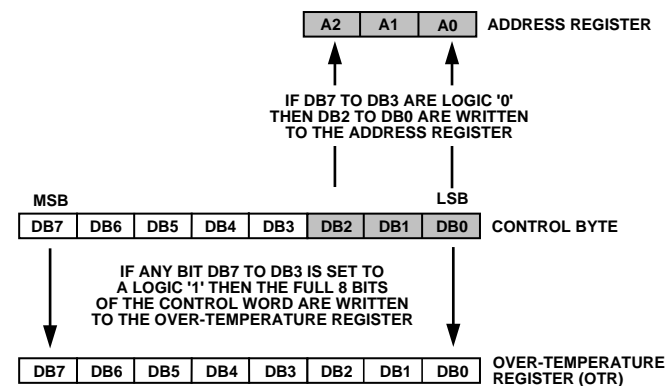 A2 A1 A0 ADDRESS REGISTER
IF DB7 TO DB3 ARE LOGIC '0'
THEN DB2 TO DB0 ARE WRITTEN
TO THE ADDRESS REGISTER
MSB LSB
DB7 DB6 DB5 DB4 DB3 DB2 DB1 DB0 CONTROL BYTE
IF ANY BIT DB7 TO DB3 IS SET TO
A LOGIC '1' THEN THE FULL 8 BITS
OF THE CONTROL WORD ARE WRITTEN
TO THE OVER-TEMPERATURE REGISTER
DB7 DB6 DB5 DB4 DB3 DB2 DB1 DB0 OVER-TEMPERATURE
REGISTER (OTR)